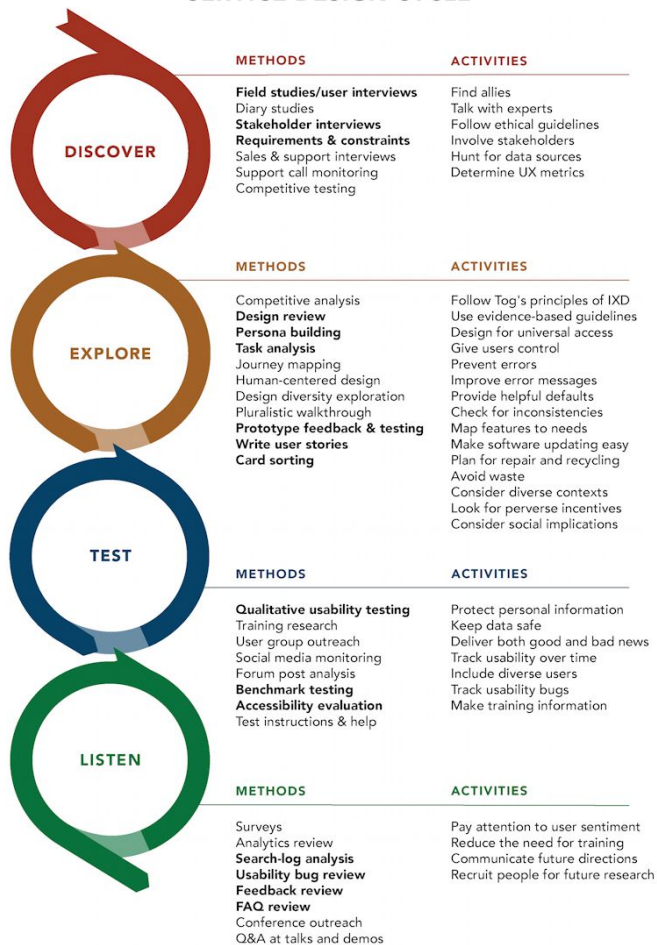 DISCOVER
METHODS
Field studies/user interviews
Diary studies
Stakeholder interviews
Requirements & constraints
Sales & support interviews
Support call monitoring
Competitive testing
ACTIVITIES
Find allies
Talk with experts
Follow ethical guidelines
Involve stakeholders
Hunt for data sources
Determine UX metrics
EXPLORE
METHODS
Competitive analysis
Design review
Persona building
Task analysis
Journey mapping
Human-centered design
Design diversity exploration
Pluralistic walkthrough
Prototype feedback & testing
Write user stories
Card sorting
ACTIVITIES
Follow Tog's principles of IXD
Use evidence-based guidelines
Design for universal access
Give users control
Prevent errors
Improve error messages
Provide helpful defaults
Check for inconsistencies
Map features to needs
Make software updating easy
Plan for repair and recycling
Avoid waste
Consider diverse contexts
Look for perverse incentives
Consider social implications
TEST
METHODS
Qualitative usability testing
Training research
User group outreach
Social media monitoring
Forum post analysis
Benchmark testing
Accessibility evaluation
Test instructions & help
ACTIVITIES
Protect personal information
Keep data safe
Deliver both good and bad news
Track usability over time
Include diverse users
Track usability bugs
Make training information
LISTEN
METHODS
Surveys
Analytics review
Search-log analysis
Usability bug review
Feedback review
FAQ review
Conference outreach
Q&A at talks and demos
ACTIVITIES
Pay attention to user sentiment
Reduce the need for training
Communicate future directions
Recruit people for future research